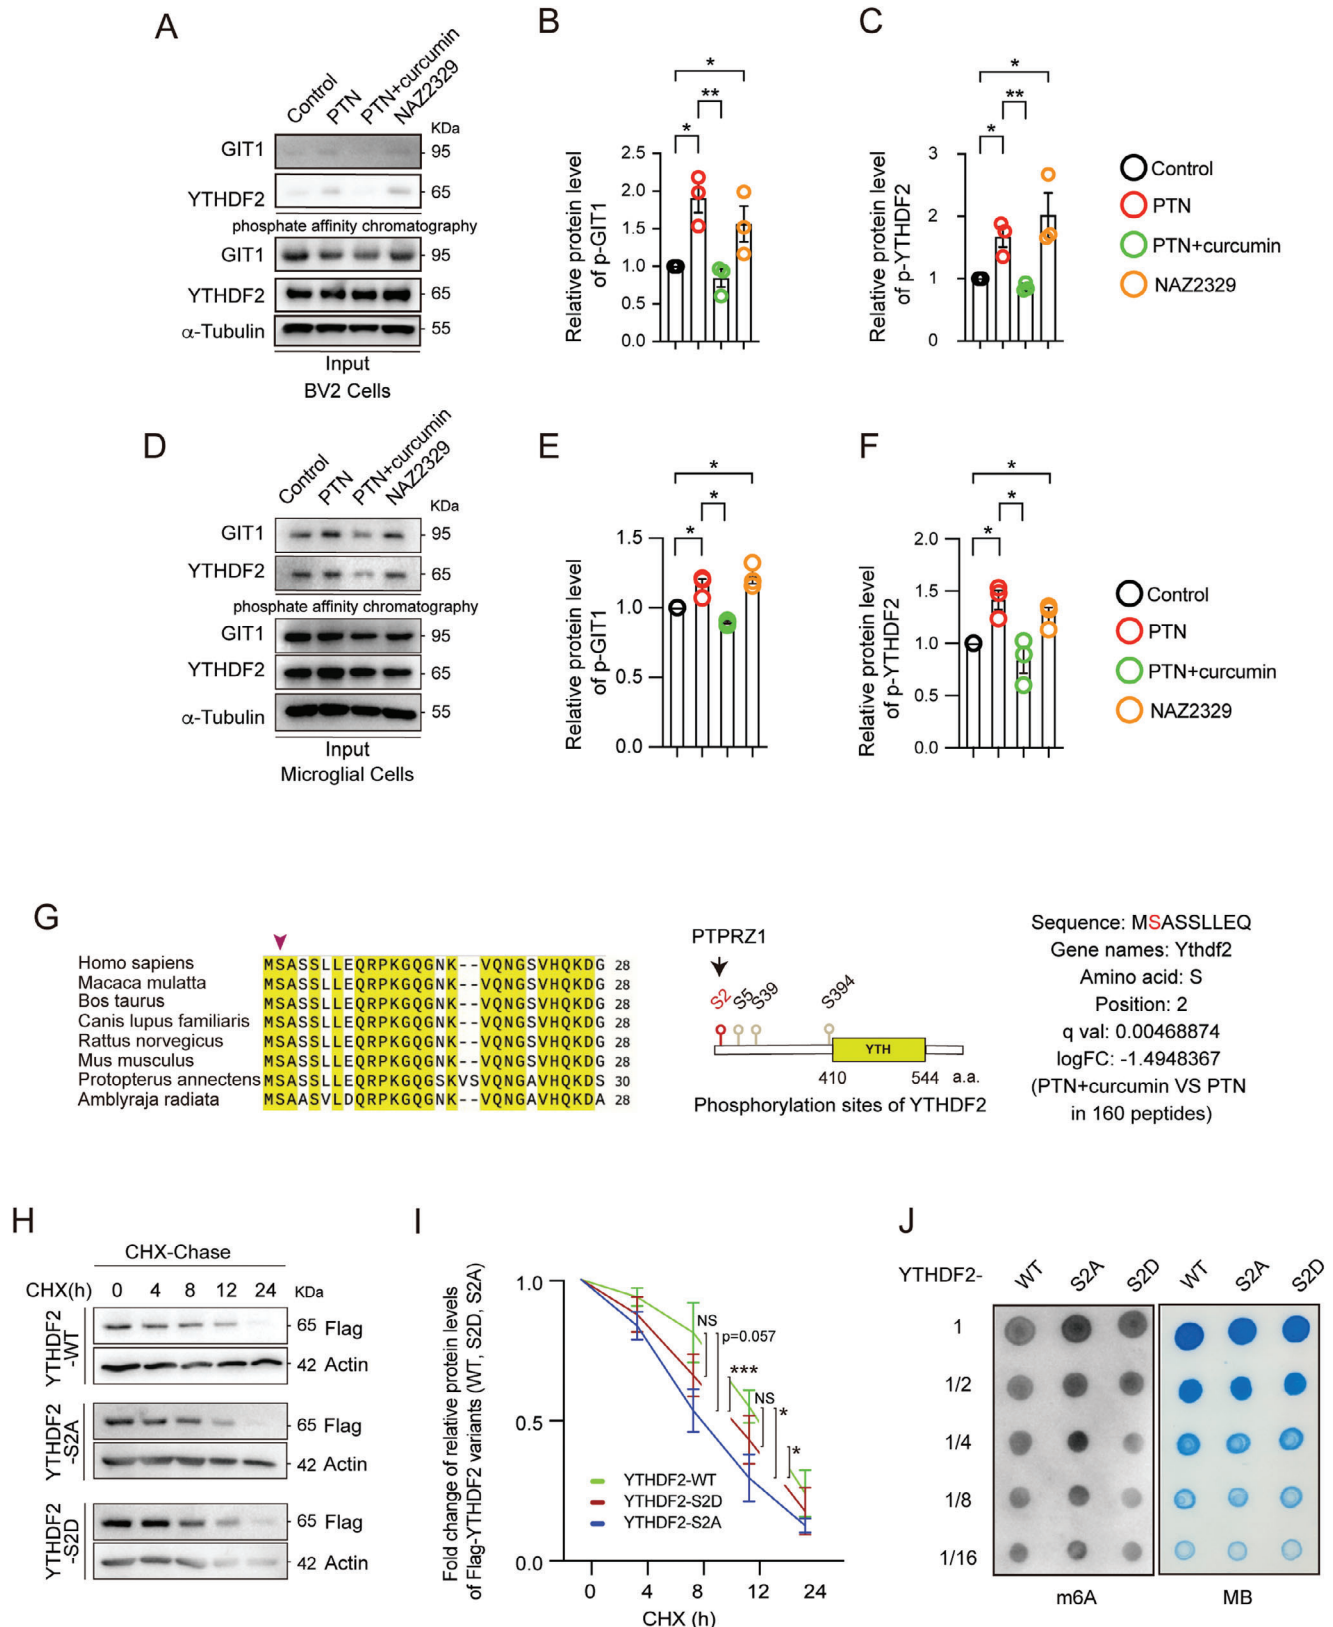 A
Control
PTN
PTN+curcumin
NAZ2329
KDa
GIT1
95
YTHDF2
65
phosphate affinity chromatography
GIT1
95
YTHDF2
65
α-Tubulin
55
Input
BV2 Cells
B
Relative protein level
of p-GIT1
2.5
2.0
1.5
1.0
0.5
0.0
*
**
*
C
Relative protein level
of p-YTHDF2
3
2
1
0
*
**
*
Control
PTN
PTN+curcumin
NAZ2329
D
Control
PTN
PTN+curcumin
NAZ2329
KDa
GIT1
95
YTHDF2
65
phosphate affinity chromatography
GIT1
95
YTHDF2
65
α-Tubulin
55
Input
Microglial Cells
E
Relative protein level
of p-GIT1
1.5
1.0
0.5
0.0
*
*
*
F
Relative protein level
of p-YTHDF2
2.0
1.5
1.0
0.5
0.0
*
*
*
Control
PTN
PTN+curcumin
NAZ2329
G
Homo sapiens MSASSLLEQRPKGQGNK--VQNGSVHQKDG 28
Macaca mulatta MSASSLLEQRPKGQGNK--VQNGSVHQKDG 28
Bos taurus MSASSLLEQRPKGQGNK--VQNGSVHQKDG 28
Canis lupus familiaris MSASSLLEQRPKGQGNK--VQNGSVHQKDG 28
Rattus norvegicus MSASSLLEQRPKGQGNK--VQNGSVHQKDG 28
Mus musculus MSASSLLEQRPKGQGNK--VQNGSVHQKDG 28
Protopterus annectens MSASSLLEQRPKGQGSKVSVQNGAVHQKDS 30
Amblyraja radiata MSAASVLDQRPKGQGNK--VQNGAVHQKDA 28
PTPRZ1
S2 S5 S39 S394
YTH
410 544 a.a.
Phosphorylation sites of YTHDF2
Sequence: MSASSLLEQ
Gene names: Ythdf2
Amino acid: S
Position: 2
q val: 0.00468874
logFC: -1.4948367
(PTN+curcumin VS PTN
in 160 peptides)
H
CHX-Chase
CHX(h) 0 4 8 12 24 KDa
YTHDF2
-WT
65 Flag
42 Actin
YTHDF2
-S2A
65 Flag
42 Actin
YTHDF2
-S2D
65 Flag
42 Actin
I
Fold change of relative protein levels
of Flag-YTHDF2 variants (WT, S2D, S2A)
1.0
0.5
0.0
NS
p=0.057
***
NS
*
*
YTHDF2-WT
YTHDF2-S2D
YTHDF2-S2A
0 4 8 12 24
CHX (h)
J
YTHDF2- WT S2A S2D WT S2A S2D
1
1/2
1/4
1/8
1/16
m6A MB